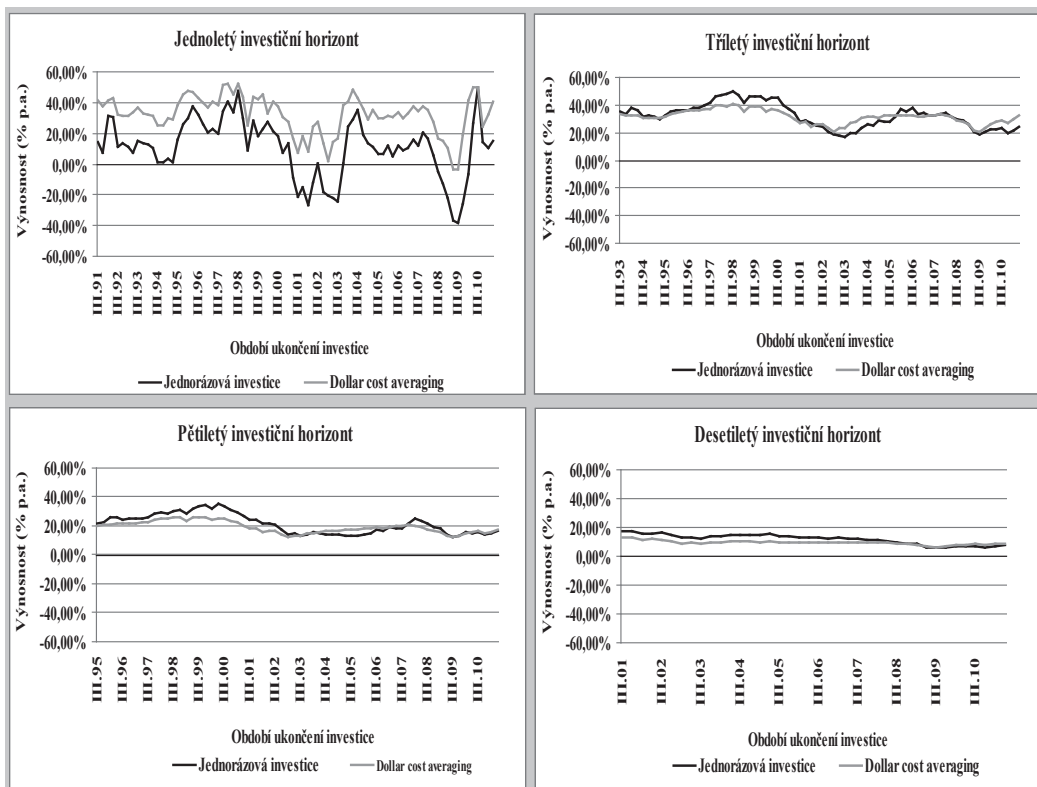 Jednoletý investiční horizont
Výnosnost (% p.a.)
60,00%
40,00%
20,00%
0,00%
-20,00%
-40,00%
-60,00%
III.91
III.92
III.93
III.94
III.95
III.96
III.97
III.98
III.99
III.00
III.01
III.02
III.03
III.04
III.05
III.06
III.07
III.08
III.09
III.10
Období ukončení investice
Jednorázová investice
Dollar cost averaging
Tříletý investiční horizont
Výnosnost (% p.a.)
60,00%
40,00%
20,00%
0,00%
-20,00%
-40,00%
-60,00%
III.93
III.94
III.95
III.96
III.97
III.98
III.99
III.00
III.01
III.02
III.03
III.04
III.05
III.06
III.07
III.08
III.09
III.10
Období ukončení investice
Jednorázová investice
Dollar cost averaging
Pětiletý investiční horizont
Výnosnost (% p.a.)
60,00%
40,00%
20,00%
0,00%
-20,00%
-40,00%
-60,00%
III.95
III.96
III.97
III.98
III.99
III.00
III.01
III.02
III.03
III.04
III.05
III.06
III.07
III.08
III.09
III.10
Období ukončení investice
Jednorázová investice
Dollar cost averaging
Desetiletý investiční horizont
Výnosnost (% p.a.)
60,00%
40,00%
20,00%
0,00%
-20,00%
-40,00%
-60,00%
III.01
III.02
III.03
III.04
III.05
III.06
III.07
III.08
III.09
III.10
Období ukončení investice
Jednorázová investice
Dollar cost averaging